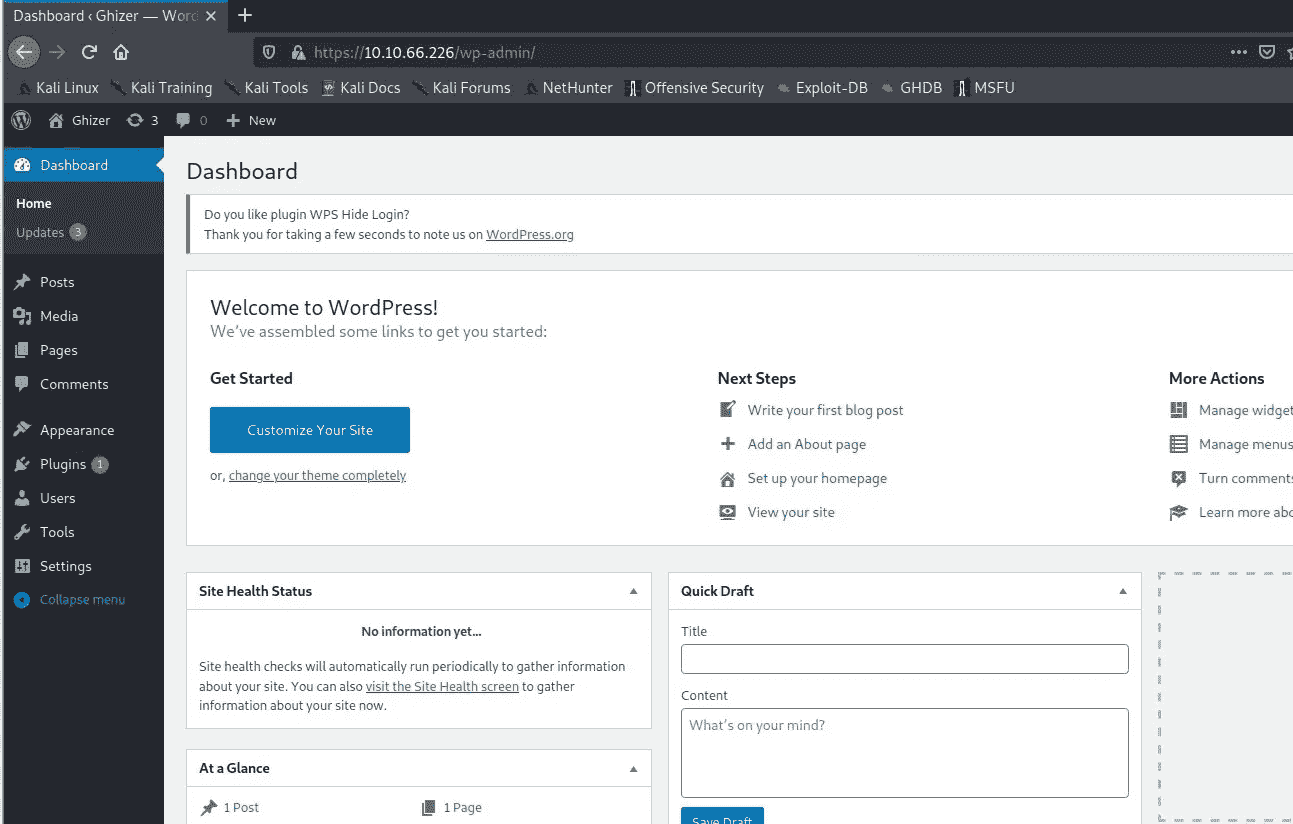 Dashboard ‹ Ghizer — Wor
https://10.10.66.226/wp-admin/
Kali Linux Kali Training Kali Tools Kali Docs Kali Forums NetHunter Offensive Security Exploit-DB GHDB MSFU
Ghizer 3 0 New
Dashboard
Home
Updates 3
Posts
Media
Pages
Comments
Appearance
Plugins 1
Users
Tools
Settings
Collapse menu
Dashboard
Do you like plugin WPS Hide Login?
Thank you for taking a few seconds to note us on WordPress.org
Welcome to WordPress!
We've assembled some links to get you started:
Get Started
Customize Your Site
or, change your theme completely
Next Steps
Write your first blog post
Add an About page
Set up your homepage
View your site
More Actions
Manage widget
Manage menus
Turn comments
Learn more abo
Site Health Status
No information yet...
Site health checks will automatically run periodically to gather information
about your site. You can also visit the Site Health screen to gather
information about your site now.
At a Glance
1 Post 1 Page
Quick Draft
Title
Content
What's on your mind?
Save Draft